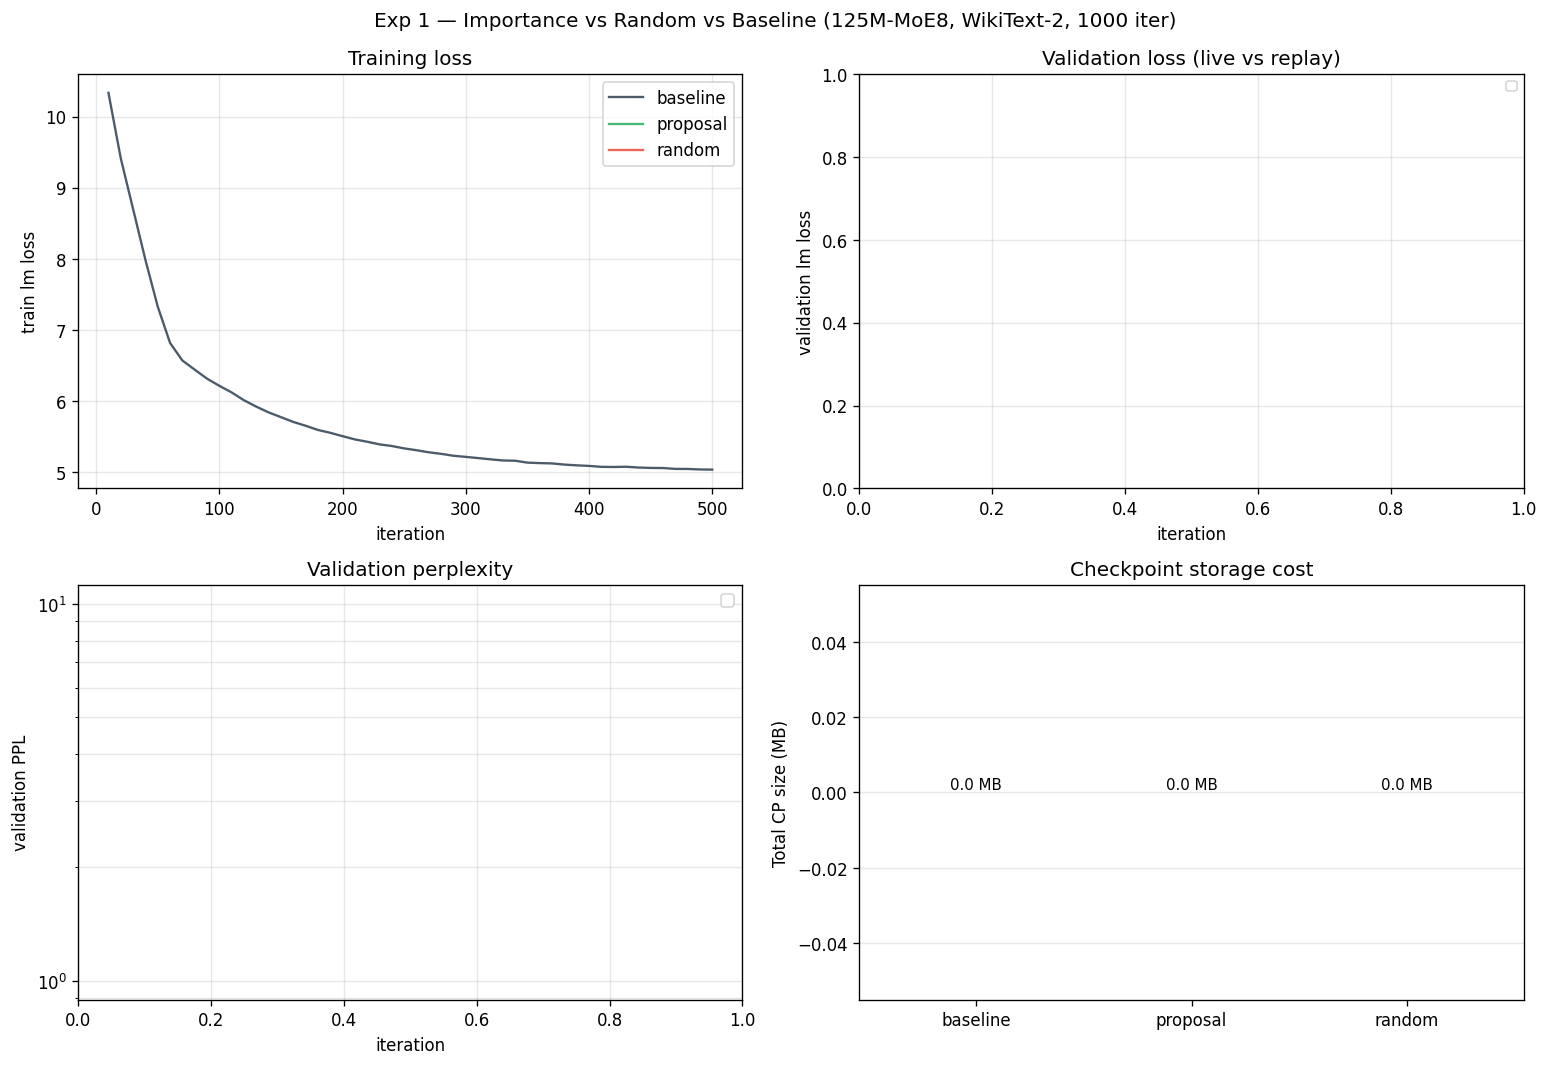 Exp 1 — Importance vs Random vs Baseline (125M-MoE8, WikiText-2, 1000 iter)
Training loss
train lm loss
10
9
8
7
6
5
0
100
200
300
400
500
iteration
baseline
proposal
random
Validation loss (live vs replay)
validation lm loss
1.0
0.8
0.6
0.4
0.2
0.0
0.0
0.2
0.4
0.6
0.8
1.0
iteration
Validation perplexity
validation PPL
10¹
10⁰
0.0
0.2
0.4
0.6
0.8
1.0
iteration
Checkpoint storage cost
Total CP size (MB)
0.04
0.02
0.00
−0.02
−0.04
0.0 MB
0.0 MB
0.0 MB
baseline
proposal
random